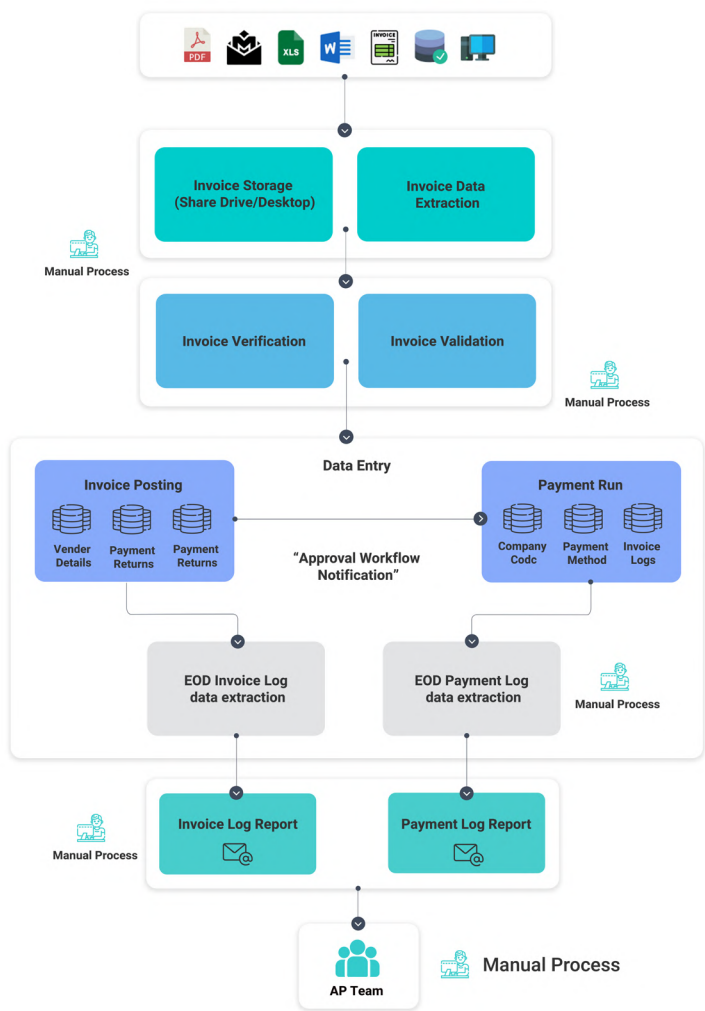 PDF
M
XLS
W
INVOICE
Invoice Storage
(Share Drive/Desktop)
Invoice Data
Extraction
Manual Process
Invoice Verification
Invoice Validation
Manual Process
Data Entry
Invoice Posting
Vender
Details
Payment
Returns
Payment
Returns
Payment Run
Company
Codc
Payment
Method
Invoice
Logs
“Approval Workflow
Notification”
EOD Invoice Log
data extraction
EOD Payment Log
data extraction
Manual Process
Invoice Log Report
@
Payment Log Report
@
Manual Process
AP Team
Manual Process